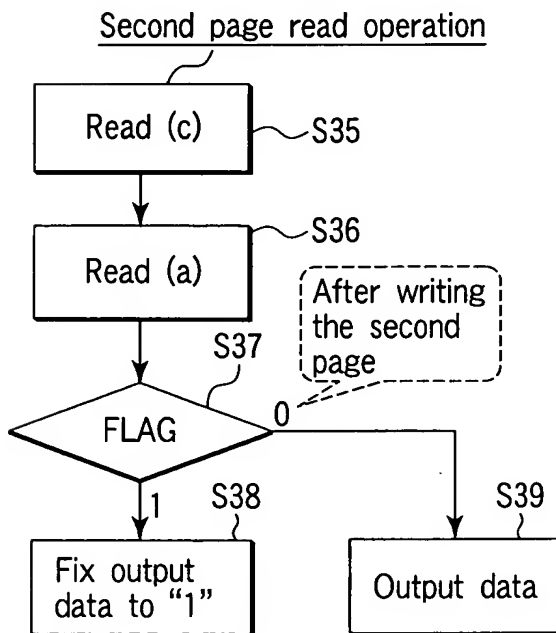 Second page read operation
Read (c)
S35
S36
Read (a)
After writing
the second
page
S37
0
FLAG
1
S38
S39
Fix output
data to “1”
Output data